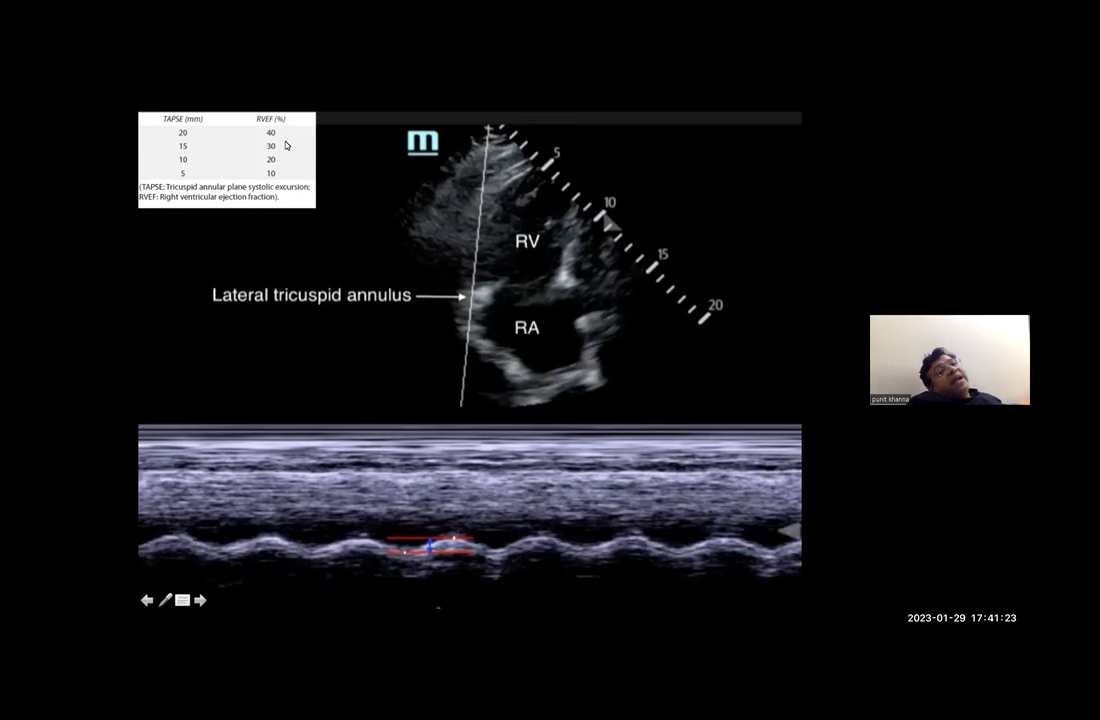 TAPSE (mm) RVEF (%)
20 40
15 30
10 20
5 10
(TAPSE: Tricuspid annular plane systolic excursion;
RVEF: Right ventricular ejection fraction).
m
5
10
15
20
RV
Lateral tricuspid annulus
RA
punit khanna
2023-01-29 17:41:23